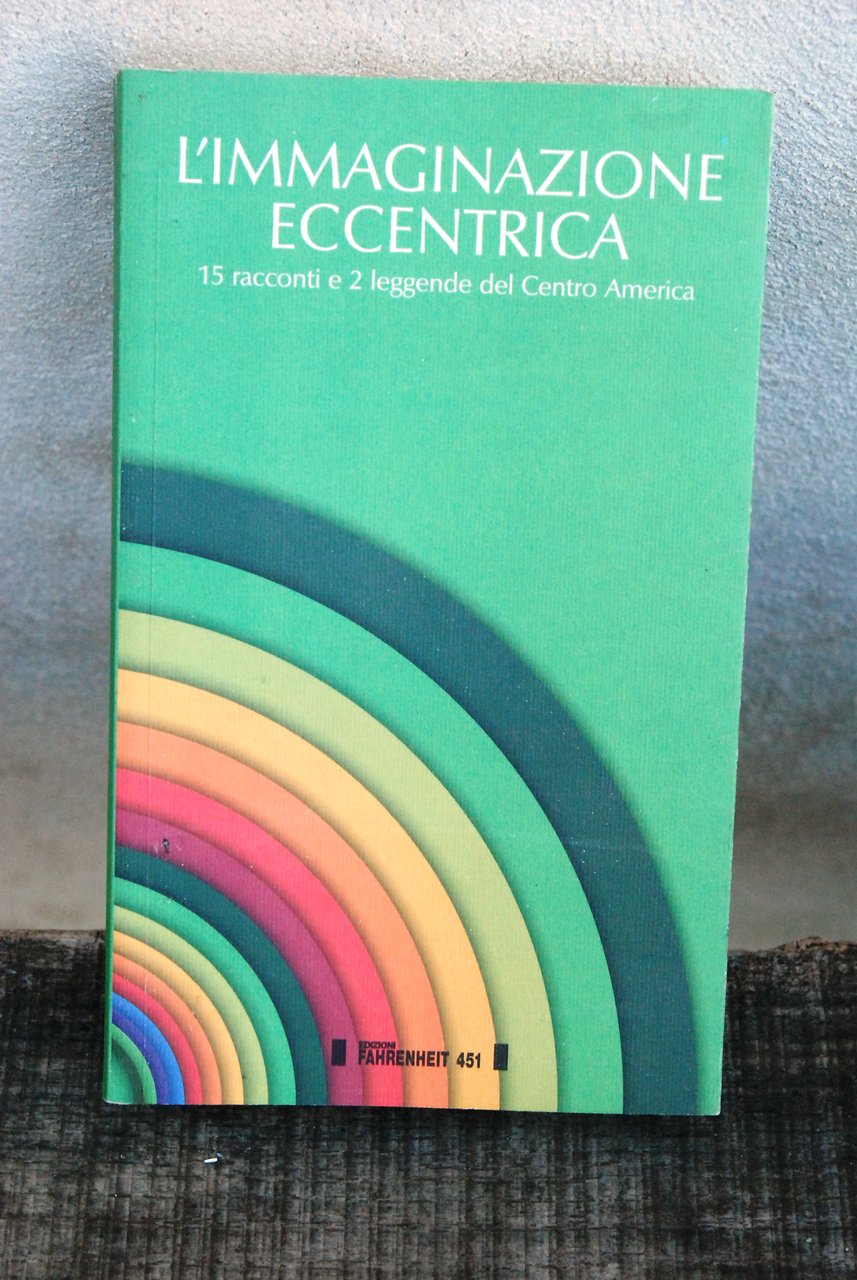 L'IMMAGINAZIONE
ECCENTRICA
15 racconti e 2 leggende del Centro America
EDIZIONI
FAHRENHEIT 451